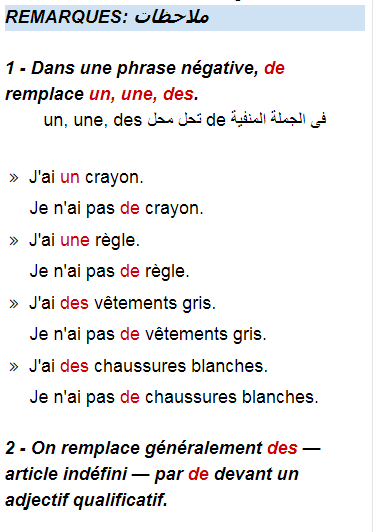 REMARQUES: ملاحظات
1 - Dans une phrase négative, de
remplace un, une, des.
فى الجملة المنفية de تحل محل un, une, des
» J'ai un crayon.
Je n'ai pas de crayon.
» J'ai une règle.
Je n'ai pas de règle.
» J'ai des vêtements gris.
Je n'ai pas de vêtements gris.
» J'ai des chaussures blanches.
Je n'ai pas de chaussures blanches.
2 - On remplace généralement des —
article indéfini — par de devant un
adjectif qualificatif.